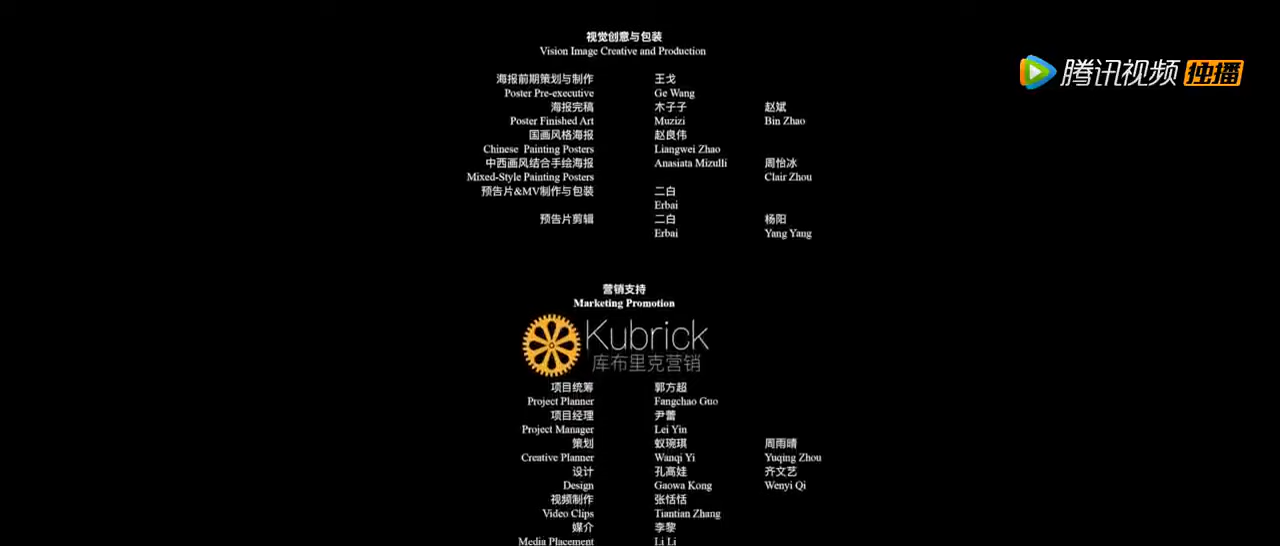 视觉创意与包装
Vision Image Creative and Production
腾讯视频 独播
海报前期策划与制作 王戈
Poster Pre-executive Ge Wang
海报完稿 木子子 赵斌
Poster Finished Art Muzizi Bin Zhao
国画风格海报 赵良伟
Chinese Painting Posters Liangwei Zhao
中西画风结合手绘海报 Anasiata Mizulli 周怡冰
Mixed-Style Painting Posters Clair Zhou
预告片&MV制作与包装 二白
Erbai
预告片剪辑 二白 杨阳
Erbai Yang Yang
营销支持
Marketing Promotion
Kubrick
库布里克营销
项目统筹 郭方超
Project Planner Fangchao Guo
项目经理 尹蕾
Project Manager Lei Yin
策划 蚁琬琪 周雨晴
Creative Planner Wanqi Yi Yuqing Zhou
设计 孔高娃 齐文艺
Design Gaowa Kong Wenyi Qi
视频制作 张恬恬
Video Clips Tiantian Zhang
媒介 李黎
Media Placement Li Li